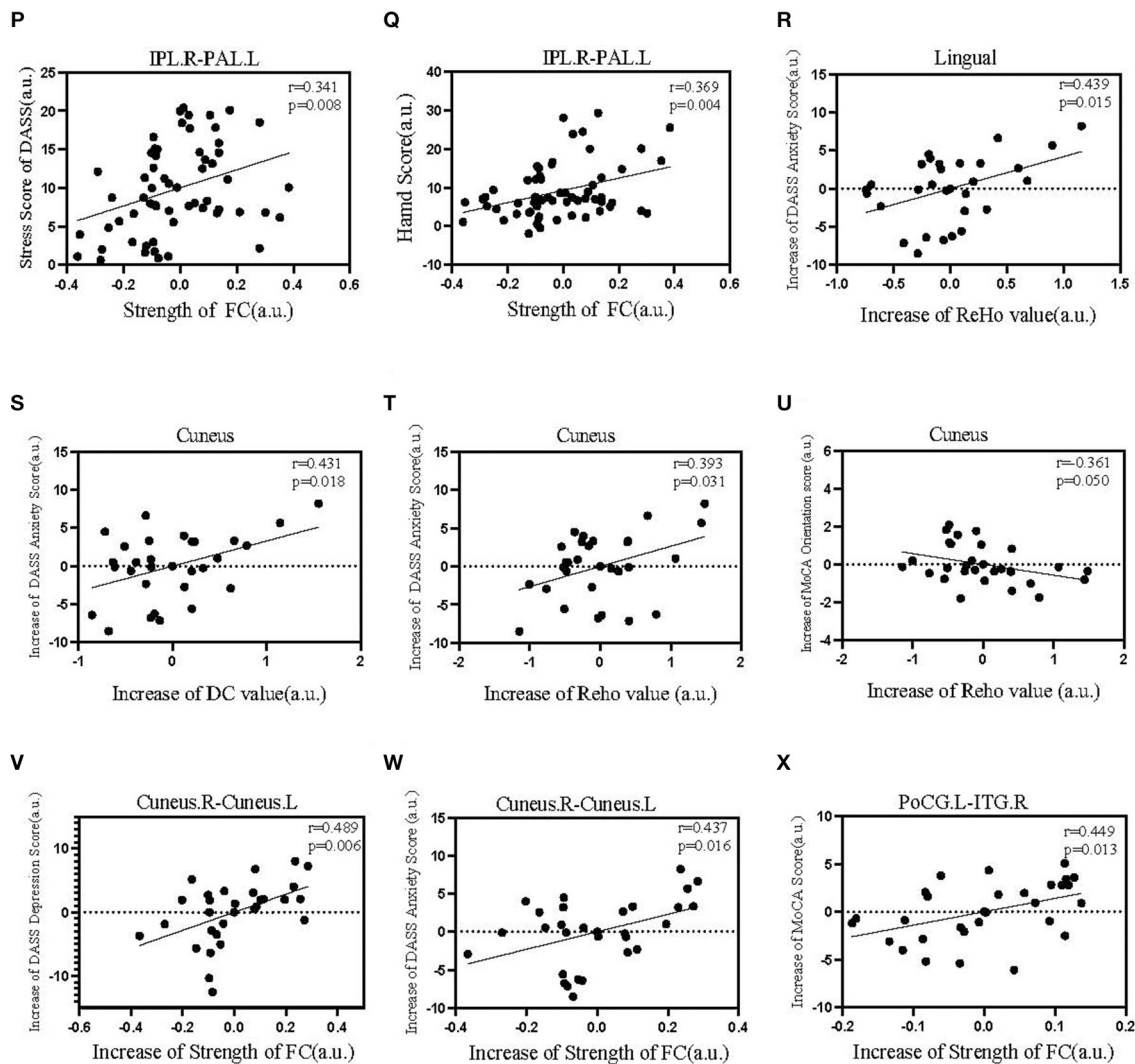 P
IPL.R-PAL.L
r=0.341
p=0.008
Stress Score of DASS(a.u.)
25
20
15
10
5
0
-0.4 -0.2 0.0 0.2 0.4 0.6
Strength of FC(a.u.)
Q
IPL.R-PAL.L
r=0.369
p=0.004
Hamd Score(a.u.)
40
30
20
10
0
-10
-0.4 -0.2 0.0 0.2 0.4 0.6
Strength of FC(a.u.)
R
Lingual
r=0.439
p=0.015
Increase of DASS Anxiety Score(a.u.)
15
10
5
0
-5
-10
-1.0 -0.5 0.0 0.5 1.0 1.5
Increase of ReHo value(a.u.)
S
Cuneus
r=0.431
p=0.018
Increase of DASS Anxiety Score(a.u.)
15
10
5
0
-5
-10
-1 0 1 2
Increase of DC value(a.u.)
T
Cuneus
r=0.393
p=0.031
Increase of DASS Anxiety Score(a.u.)
15
10
5
0
-5
-10
-2 -1 0 1 2
Increase of Reho value (a.u.)
U
Cuneus
r=-0.361
p=0.050
Increase of MoCA Orientation score (a.u.)
6
4
2
0
-2
-4
-2 -1 0 1 2
Increase of Reho value (a.u.)
V
Cuneus.R-Cuneus.L
r=0.489
p=0.006
Increase of DASS Depression Score(a.u.)
10
0
-10
-0.4 -0.2 0.0 0.2 0.4
Increase of Strength of FC(a.u.)
W
Cuneus.R-Cuneus.L
r=0.437
p=0.016
Increase of DASS Anxiety Score (a.u.)
15
10
5
0
-5
-10
-0.4 -0.2 0.0 0.2 0.4
Increase of Strength of FC(a.u.)
X
PoCG.L-ITG.R
r=0.449
p=0.013
Increase of MoCA Score(a.u.)
10
5
0
-5
-10
-0.2 -0.1 0.0 0.1 0.2
Increase of Strength of FC(a.u.)